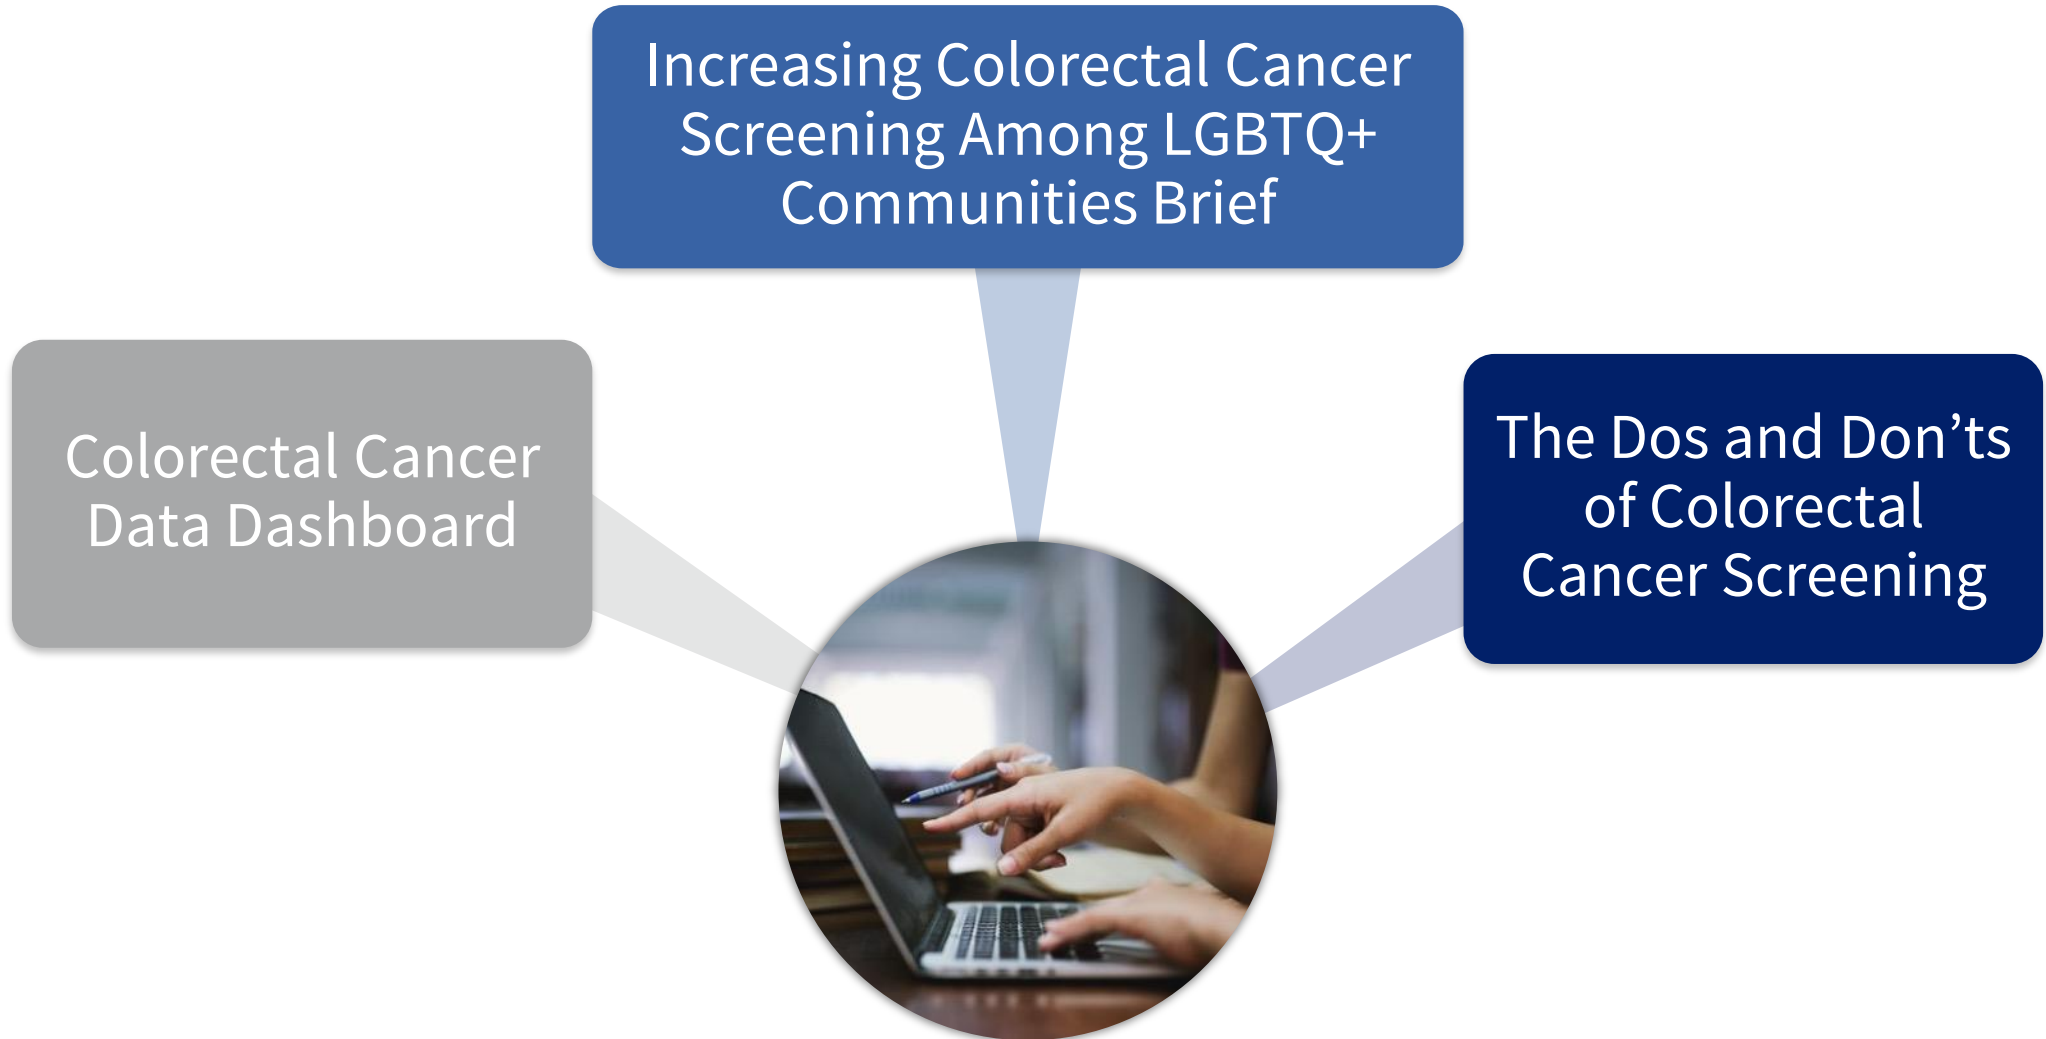 Increasing Colorectal Cancer
Screening Among LGBTQ+
Communities Brief
Colorectal Cancer
Data Dashboard
The Dos and Don’ts
of Colorectal
Cancer Screening